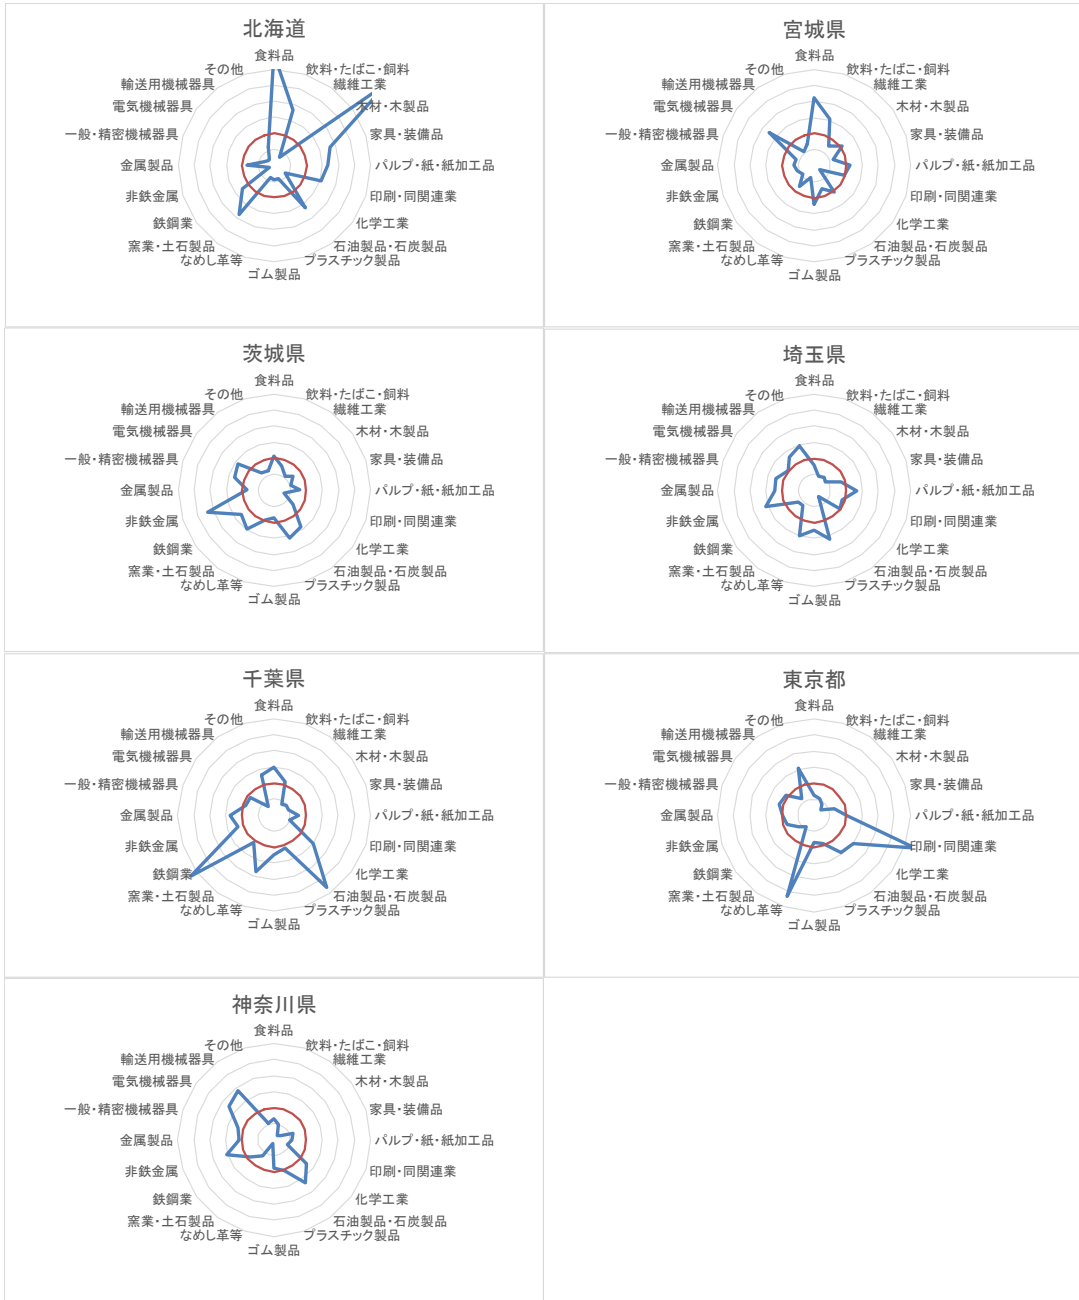 北海道
食料品
その他
飲料・たばこ・飼料
輸送用機械器具
繊維工業
電気機械器具
木材・木製品
一般・精密機械器具
家具・装備品
金属製品
パルプ・紙・紙加工品
非鉄金属
印刷・同関連業
鉄鋼業
化学工業
窯業・土石製品
石油製品・石炭製品
なめし革等
プラスチック製品
ゴム製品
宮城県
食料品
その他
飲料・たばこ・飼料
輸送用機械器具
繊維工業
電気機械器具
木材・木製品
一般・精密機械器具
家具・装備品
金属製品
パルプ・紙・紙加工品
非鉄金属
印刷・同関連業
鉄鋼業
化学工業
窯業・土石製品
石油製品・石炭製品
なめし革等
プラスチック製品
ゴム製品
茨城県
食料品
その他
飲料・たばこ・飼料
輸送用機械器具
繊維工業
電気機械器具
木材・木製品
一般・精密機械器具
家具・装備品
金属製品
パルプ・紙・紙加工品
非鉄金属
印刷・同関連業
鉄鋼業
化学工業
窯業・土石製品
石油製品・石炭製品
なめし革等
プラスチック製品
ゴム製品
埼玉県
食料品
その他
飲料・たばこ・飼料
輸送用機械器具
繊維工業
電気機械器具
木材・木製品
一般・精密機械器具
家具・装備品
金属製品
パルプ・紙・紙加工品
非鉄金属
印刷・同関連業
鉄鋼業
化学工業
窯業・土石製品
石油製品・石炭製品
なめし革等
プラスチック製品
ゴム製品
千葉県
食料品
その他
飲料・たばこ・飼料
輸送用機械器具
繊維工業
電気機械器具
木材・木製品
一般・精密機械器具
家具・装備品
金属製品
パルプ・紙・紙加工品
非鉄金属
印刷・同関連業
鉄鋼業
化学工業
窯業・土石製品
石油製品・石炭製品
なめし革等
プラスチック製品
ゴム製品
東京都
食料品
その他
飲料・たばこ・飼料
輸送用機械器具
繊維工業
電気機械器具
木材・木製品
一般・精密機械器具
家具・装備品
金属製品
パルプ・紙・紙加工品
非鉄金属
印刷・同関連業
鉄鋼業
化学工業
窯業・土石製品
石油製品・石炭製品
なめし革等
プラスチック製品
ゴム製品
神奈川県
食料品
その他
飲料・たばこ・飼料
輸送用機械器具
繊維工業
電気機械器具
木材・木製品
一般・精密機械器具
家具・装備品
金属製品
パルプ・紙・紙加工品
非鉄金属
印刷・同関連業
鉄鋼業
化学工業
窯業・土石製品
石油製品・石炭製品
なめし革等
プラスチック製品
ゴム製品